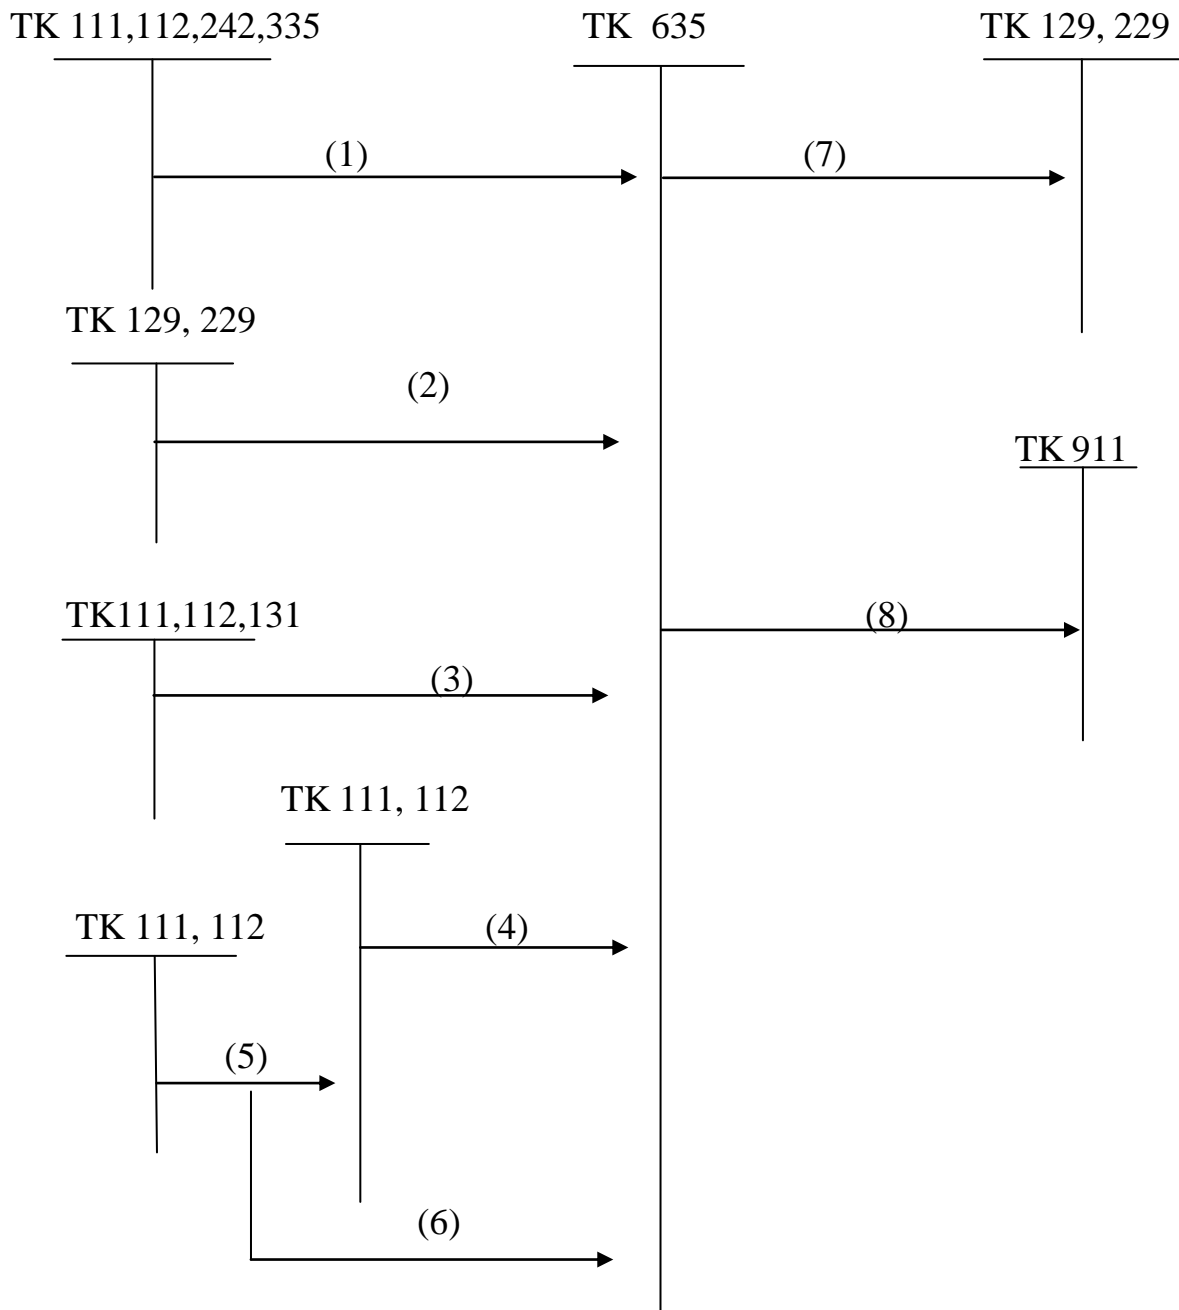 TK 111,112,242,335
TK  635
TK 129, 229
(1)
(7)
TK 129, 229
(2)
TK 911
TK111,112,131
(8)
(3)
TK 111, 112
TK 111, 112
(4)
(5)
(6)